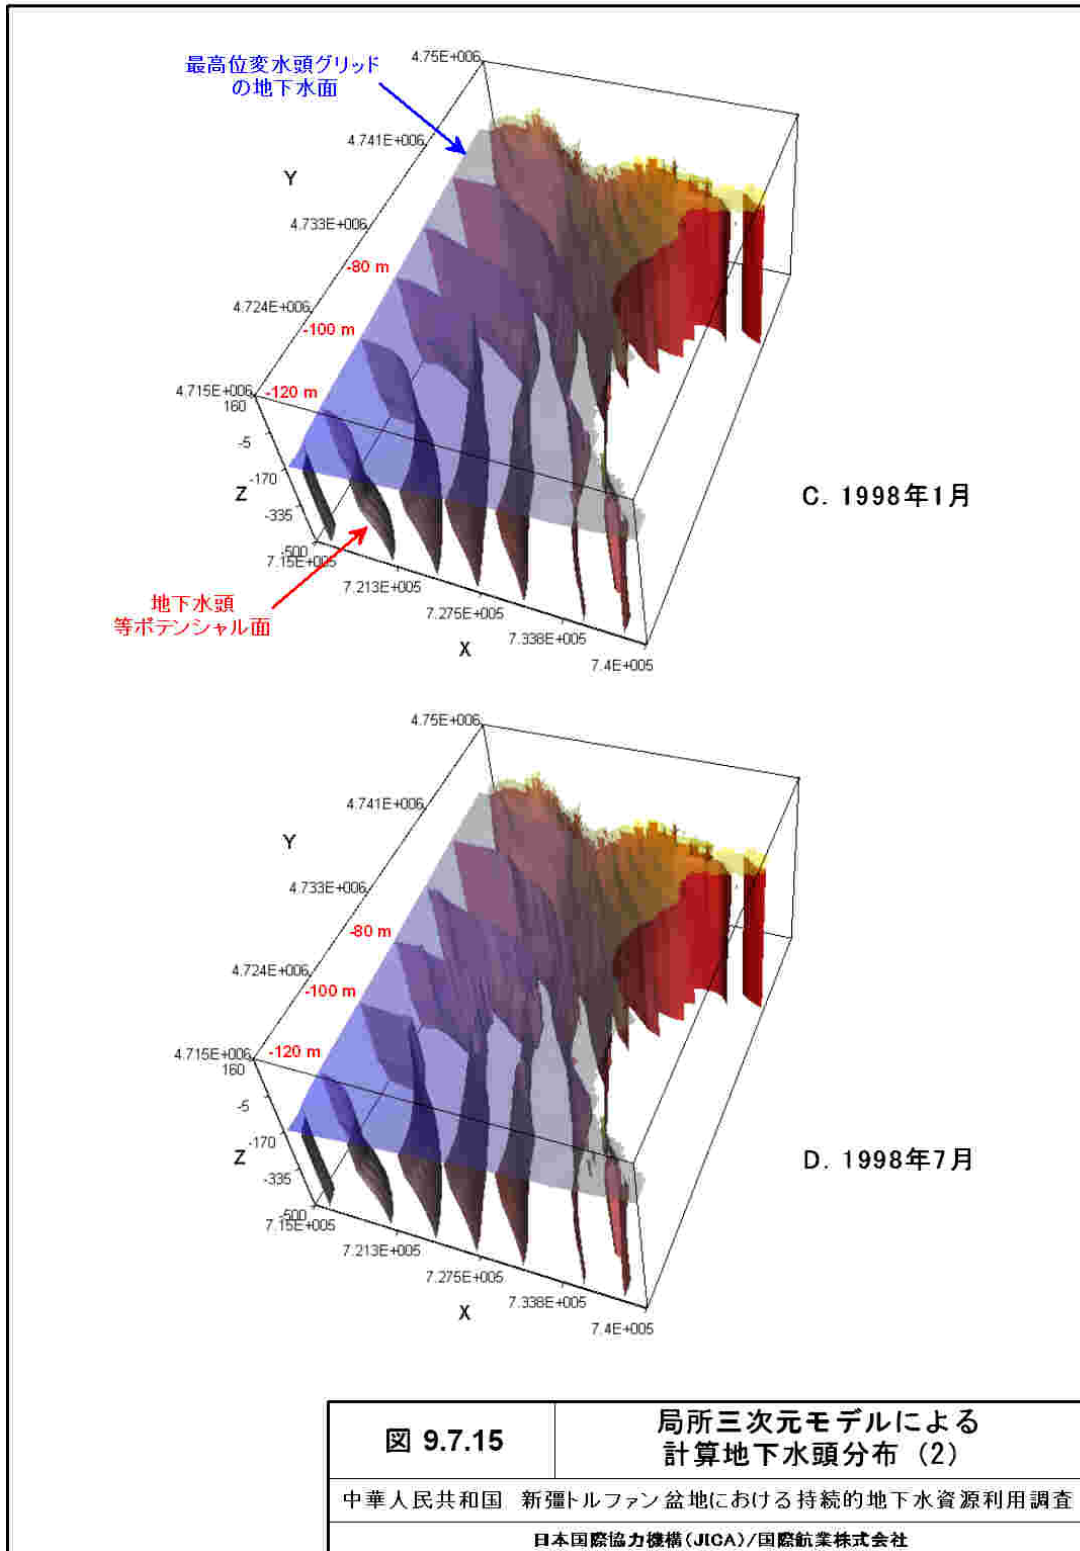 最高位変水頭グリッド
の地下水面
4.75E+006
4.741E+006
Y
4.733E+006
-80 m
4.724E+006
-100 m
4.715E+006
-120 m
160
-5
-170
Z
-335
-500
7.15E+005
7.213E+005
7.275E+005
7.338E+005
7.4E+005
X
地下水頭
等ポテンシャル面
C. 1998年1月
4.75E+006
4.741E+006
Y
4.733E+006
-80 m
4.724E+006
-100 m
4.715E+006
-120 m
160
-5
-170
Z
-335
-500
7.15E+005
7.213E+005
7.275E+005
7.338E+005
7.4E+005
X
D. 1998年7月
図 9.7.15
局所三次元モデルによる
計算地下水頭分布 (2)
中華人民共和国 新疆トルファン盆地における持続的地下水資源利用調査
日本国際協力機構(JICA)/国際航業株式会社